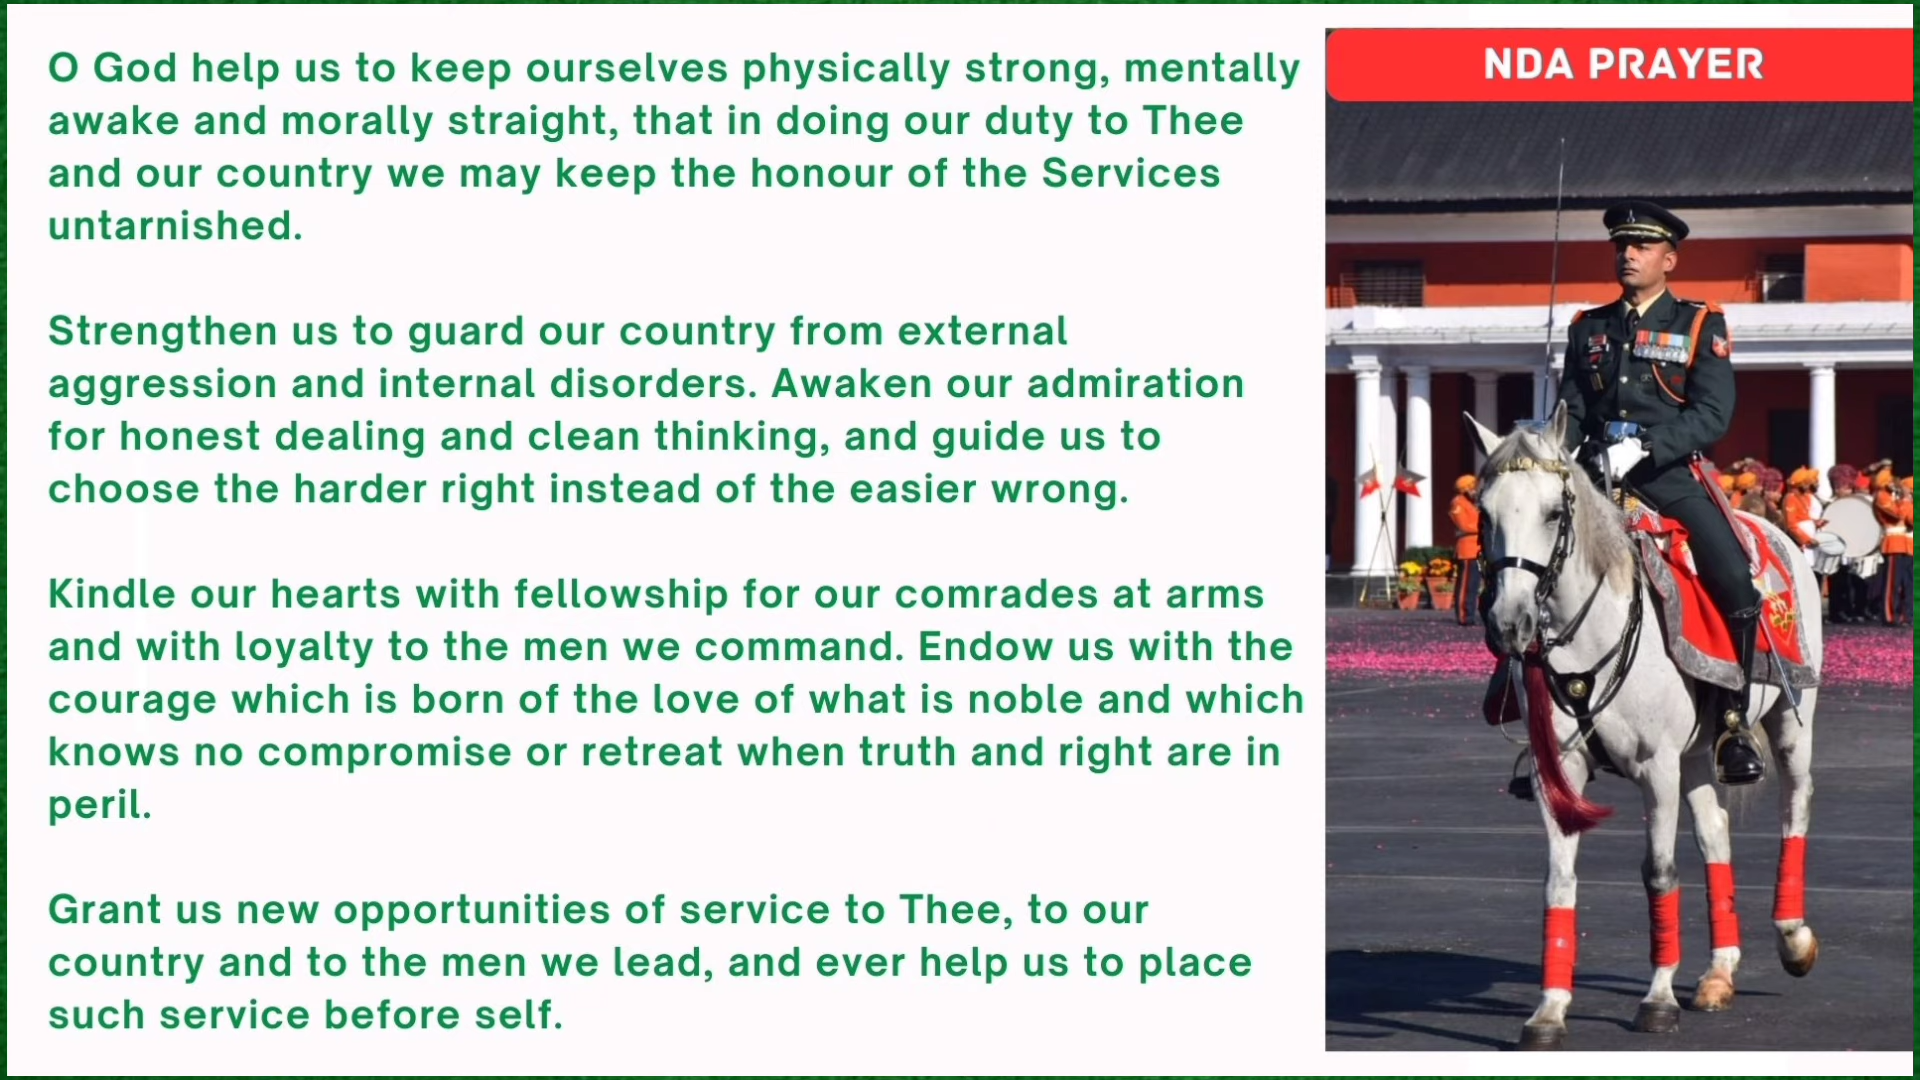 O God help us to keep ourselves physically strong, mentally
awake and morally straight, that in doing our duty to Thee
and our country we may keep the honour of the Services
untarnished.
Strengthen us to guard our country from external
aggression and internal disorders. Awaken our admiration
for honest dealing and clean thinking, and guide us to
choose the harder right instead of the easier wrong.
Kindle our hearts with fellowship for our comrades at arms
and with loyalty to the men we command. Endow us with the
courage which is born of the love of what is noble and which
knows no compromise or retreat when truth and right are in
peril.
Grant us new opportunities of service to Thee, to our
country and to the men we lead, and ever help us to place
such service before self.
NDA PRAYER